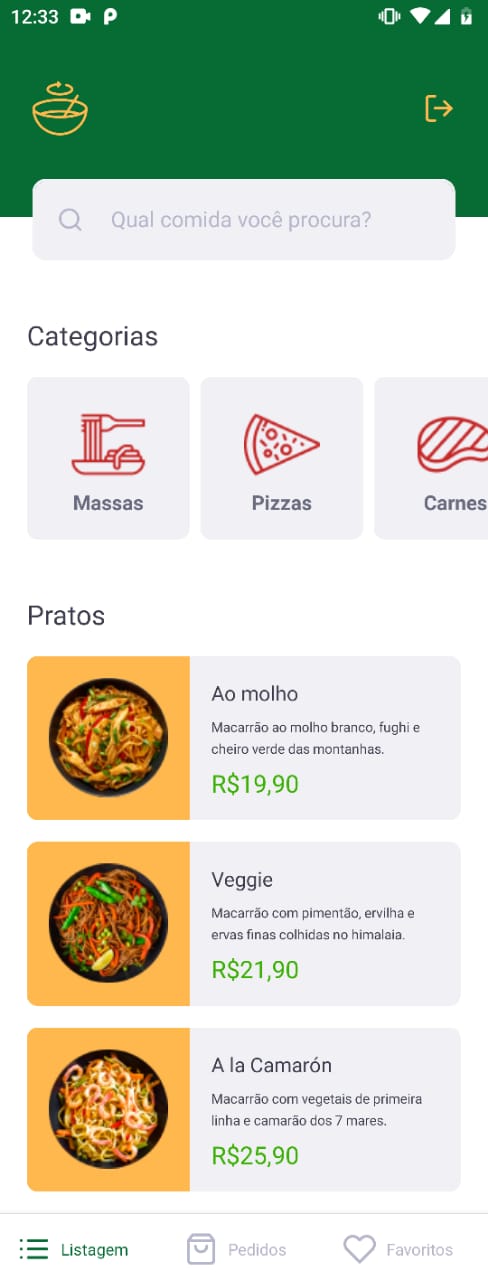 12:33
Qual comida você procura?
Categorias
Massas
Pizzas
Carnes
Pratos
Ao molho
Macarrão ao molho branco, fughi e
cheiro verde das montanhas.
R$19,90
Veggie
Macarrão com pimentão, ervilha e
ervas finas colhidas no himalaia.
R$21,90
A la Camarón
Macarrão com vegetais de primeira
linha e camarão dos 7 mares.
R$25,90
Listagem
Pedidos
Favoritos